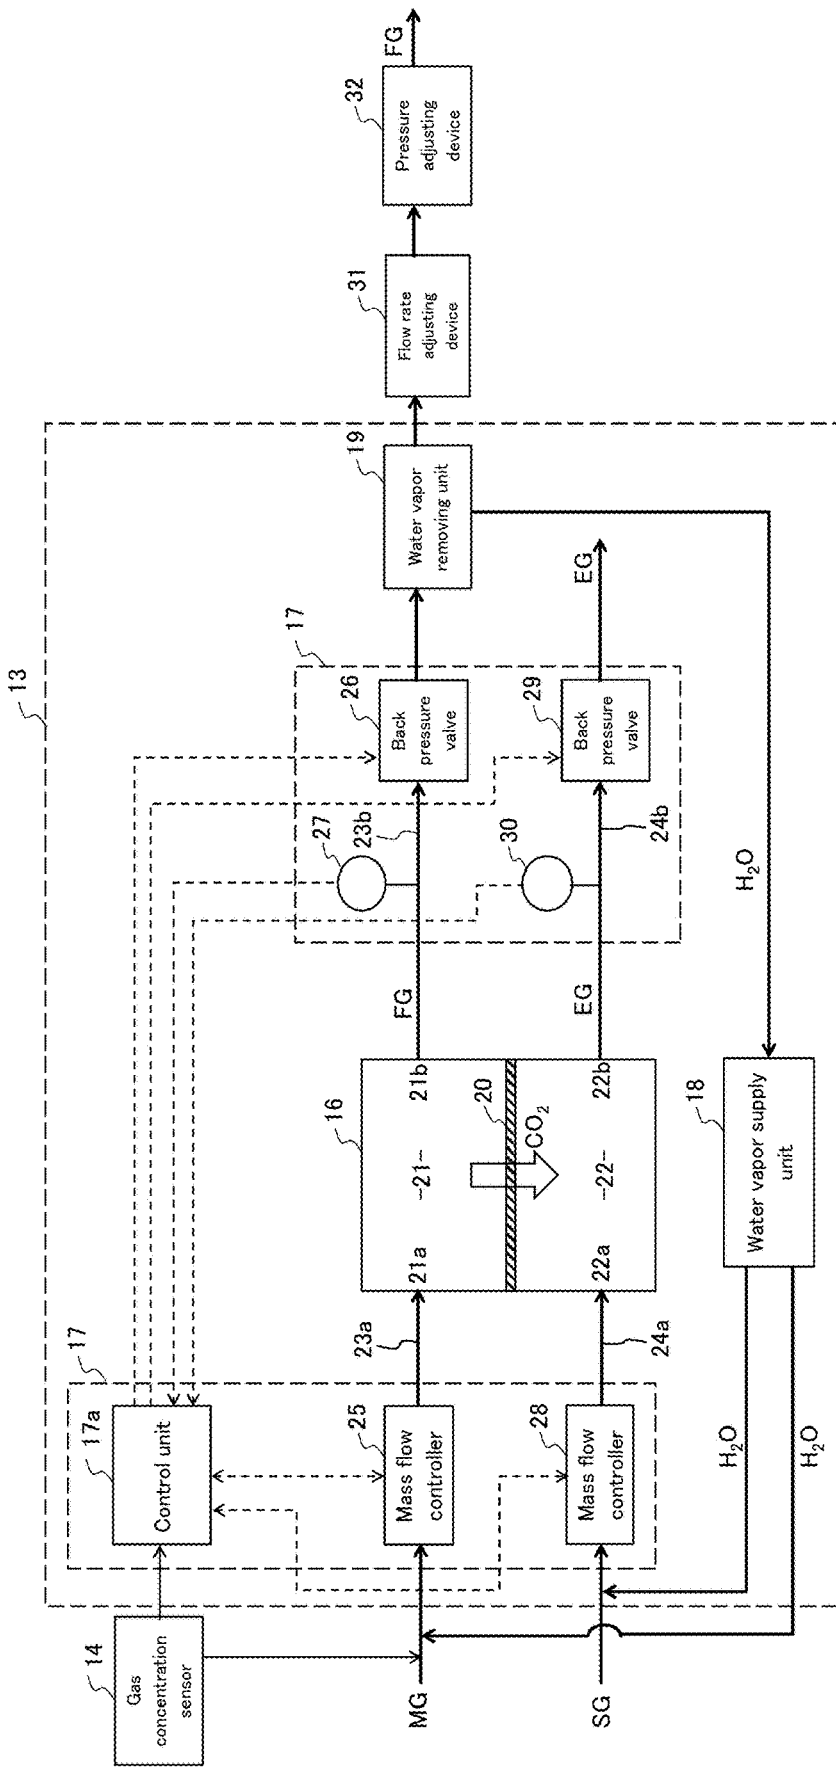 13
14
Gas
concentration
sensor
17
17a
Control unit
MG
25
Mass flow
controller
23a
SG
28
Mass flow
controller
24a
16
21a
-21-
21b
20
CO2
22a
-22-
22b
FG
EG
17
27
23b
26
Back
pressure
valve
30
24b
29
Back
pressure
valve
EG
19
Water vapor
removing unit
31
Flow rate
adjusting
device
32
Pressure
adjusting
device
FG
18
Water vapor supply
unit
H2O
H2O
H2O